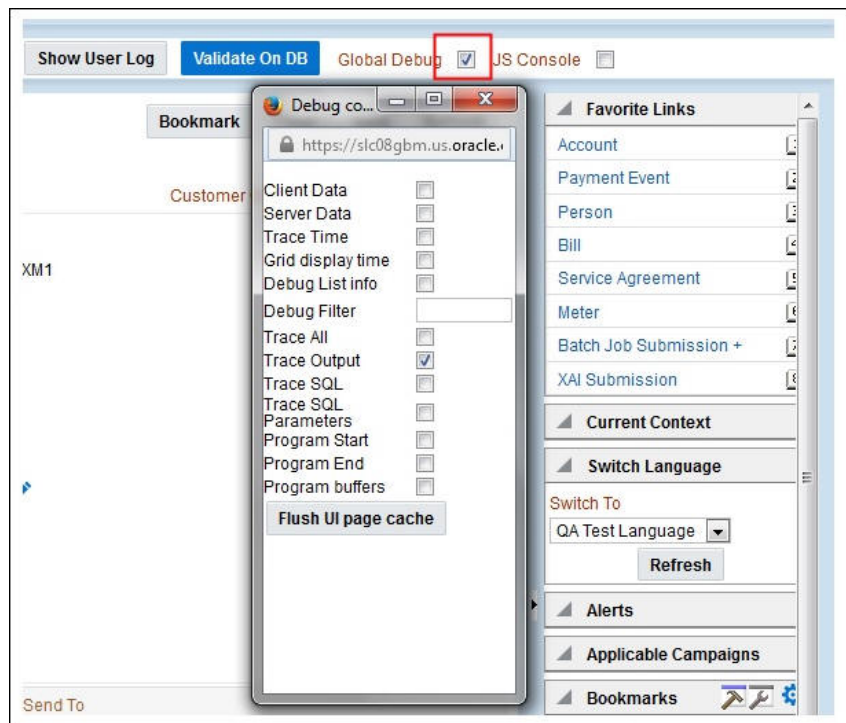 Show User Log Validate On DB Global Debug JS Console
Bookmark
Customer
XM1
Send To
Debug co...
https://slc08gbm.us.oracle.
Client Data
Server Data
Trace Time
Grid display time
Debug List info
Debug Filter
Trace All
Trace Output
Trace SQL
Trace SQL
Parameters
Program Start
Program End
Program buffers
Flush UI page cache
Favorite Links
Account
Payment Event
Person
Bill
Service Agreement
Meter
Batch Job Submission +
XAI Submission
Current Context
Switch Language
Switch To
QA Test Language
Refresh
Alerts
Applicable Campaigns
Bookmarks